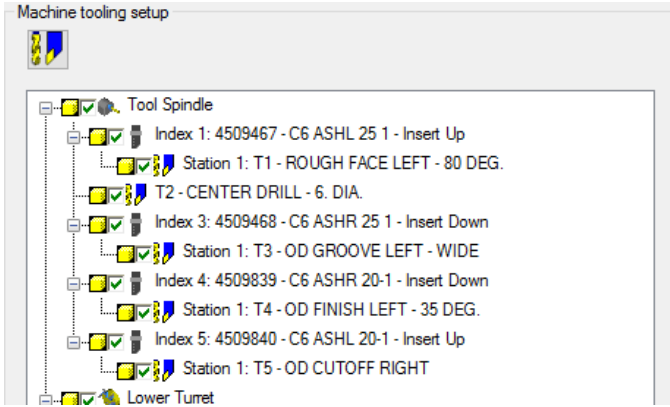 Machine tooling setup
Tool Spindle
Index 1: 4509467 - C6 ASHL 25 1 - Insert Up
Station 1: T1 - ROUGH FACE LEFT - 80 DEG.
T2 - CENTER DRILL - 6. DIA.
Index 3: 4509468 - C6 ASHR 25 1 - Insert Down
Station 1: T3 - OD GROOVE LEFT - WIDE
Index 4: 4509839 - C6 ASHR 20-1 - Insert Down
Station 1: T4 - OD FINISH LEFT - 35 DEG.
Index 5: 4509840 - C6 ASHL 20-1 - Insert Up
Station 1: T5 - OD CUTOFF RIGHT
Lower Turret